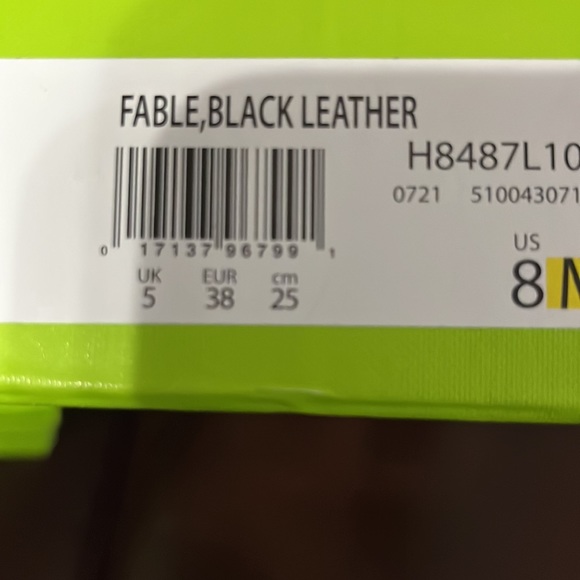 FABLE,BLACK LEATHER
H8487L10
0721 510043071
0 17137 96799 1
US
8
UK EUR cm
5 38 25